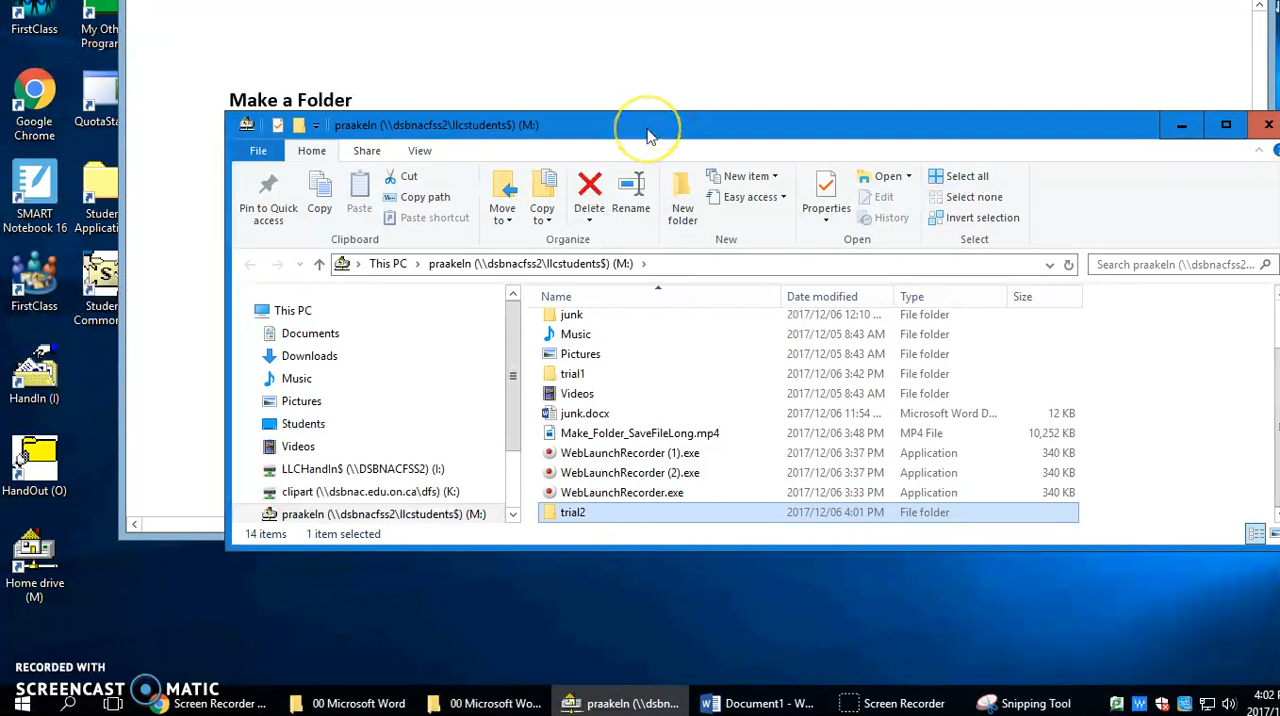 FirstClass
My Oth
Progran
Google
Chrome
QuotaSta
SMART
Notebook 16
Studen
Applicati
FirstClass
Studen
Common
HandIn (I)
HandOut (O)
Home drive
(M)
Make a Folder
praakeln (\\dsbnacfss2\llcstudents$) (M:)
File Home Share View
Pin to Quick
access
Copy
Paste
Cut
Copy path
Paste shortcut
Clipboard
Move
to
Copy
to
Delete
Rename
Organize
New
folder
New item
Easy access
New
Properties
Open
Edit
History
Open
Select all
Select none
Invert selection
Select
This PC > praakeln (\\dsbnacfss2\llcstudents$) (M:) >
Search praakeln (\\dsbnacfss2...
This PC
Documents
Downloads
Music
Pictures
Students
Videos
LLCHandIn$ (\\DSBNACFSS2) (I:)
clipart (\\dsbnac.edu.on.ca\dfs) (K:)
praakeln (\\dsbnacfss2\llcstudents$) (M:)
Name Date modified Type Size
junk 2017/12/06 12:10 ... File folder
Music 2017/12/05 8:43 AM File folder
Pictures 2017/12/05 8:43 AM File folder
trial1 2017/12/06 3:42 PM File folder
Videos 2017/12/05 8:43 AM File folder
junk.docx 2017/12/06 11:54 ... Microsoft Word D... 12 KB
Make_Folder_SaveFileLong.mp4 2017/12/06 3:48 PM MP4 File 10,252 KB
WebLaunchRecorder (1).exe 2017/12/06 3:37 PM Application 340 KB
WebLaunchRecorder (2).exe 2017/12/06 3:37 PM Application 340 KB
WebLaunchRecorder.exe 2017/12/06 3:33 PM Application 340 KB
trial2 2017/12/06 4:01 PM File folder
14 items 1 item selected
RECORDED WITH
SCREENCAST MATIC
Screen Recorder ...
00 Microsoft Word
00 Microsoft Wo...
praakeln (\\dsbn...
Document1 - W...
Screen Recorder
Snipping Tool
4:02
2017/1